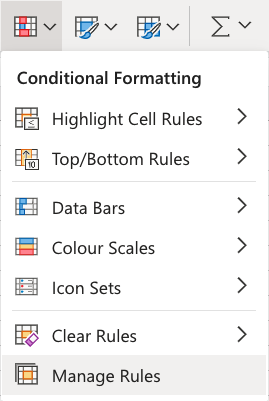 Conditional Formatting
Highlight Cell Rules
Top/Bottom Rules
Data Bars
Colour Scales
Icon Sets
Clear Rules
Manage Rules